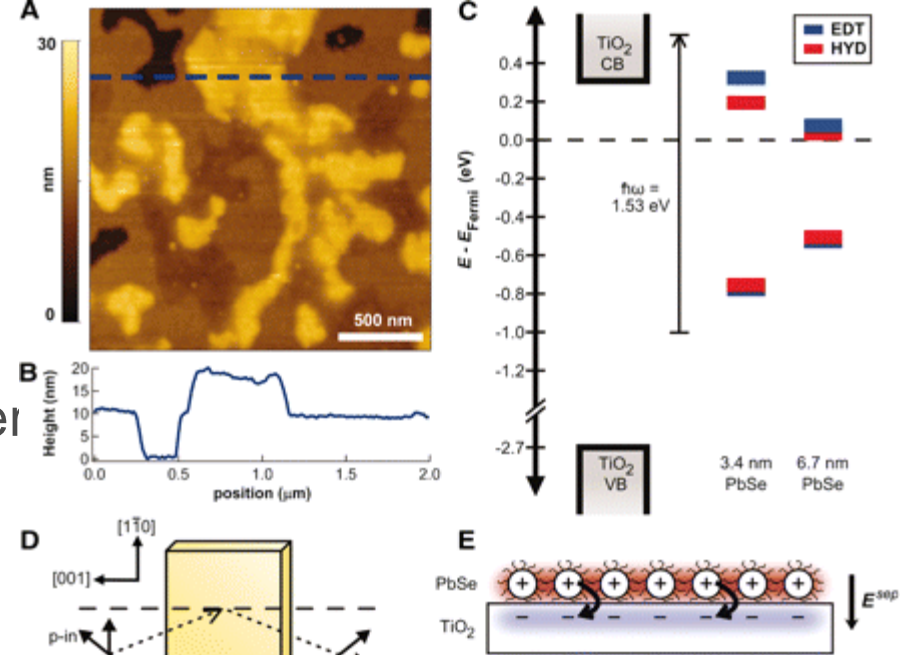 A
30
nm
0
500 nm
B
Height (nm)
20
15
10
5
0
0.0 0.5 1.0 1.5 2.0
position (μm)
er
C
E - EFermi (eV)
0.4
0.2
0.0
-0.2
-0.4
-0.6
-0.8
-1.0
-1.2
-2.7
TiO2
CB
ħω =
1.53 eV
EDT
HYD
TiO2
VB
3.4 nm
PbSe
6.7 nm
PbSe
D
[11̅0]
[001]
p-in
E
PbSe
TiO2
+ + + + + + +
− − − − − − −
Esep